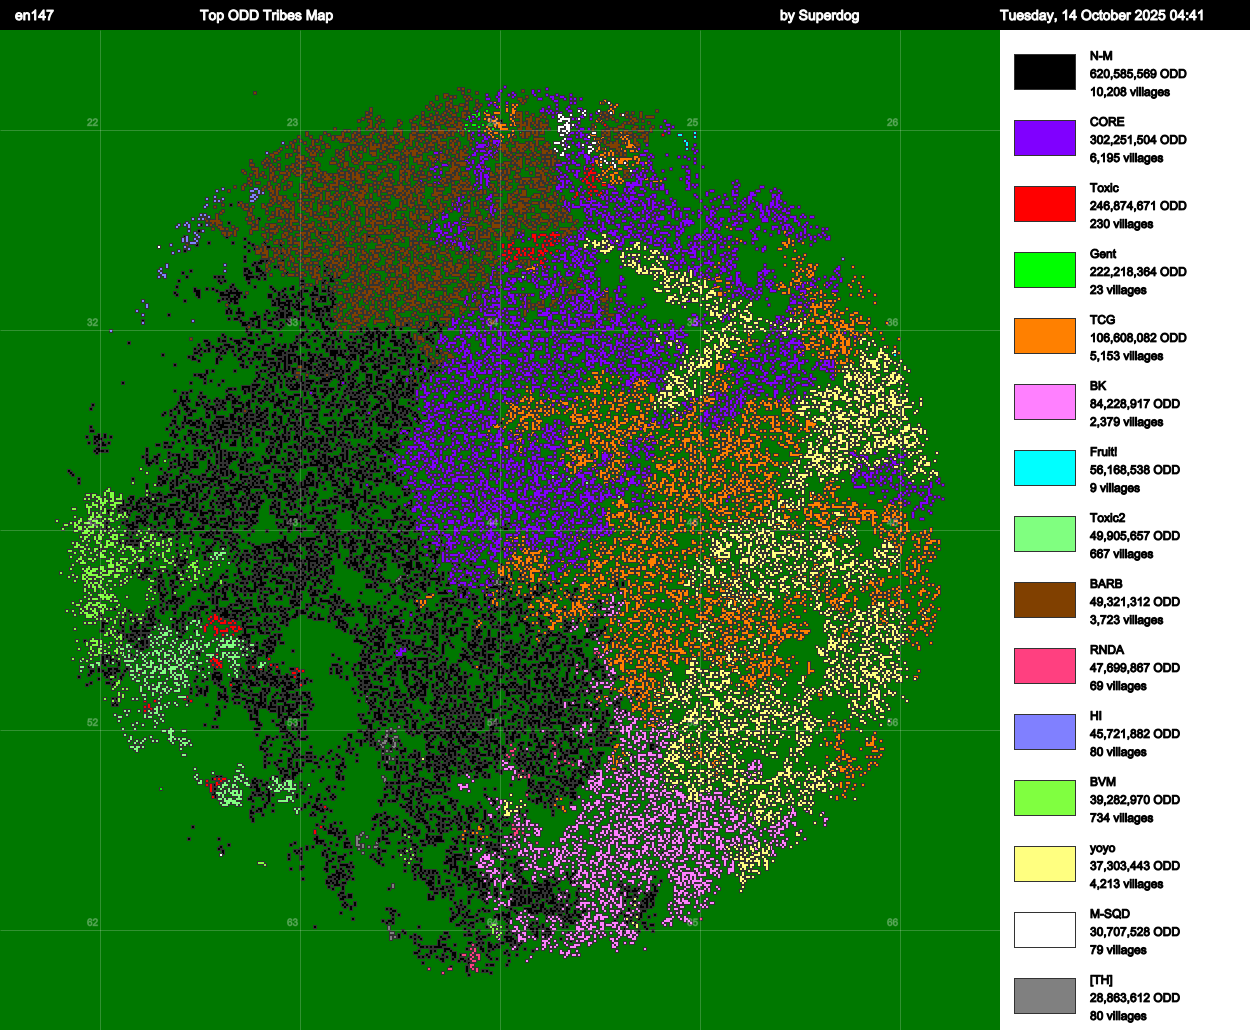 en147 Top ODD Tribes Map by Superdog Tuesday, 14 October 2025 04:41
N-M
620,585,569 ODD
10,208 villages
CORE
302,251,504 ODD
6,195 villages
Toxic
246,874,671 ODD
230 villages
Gent
222,218,364 ODD
23 villages
TCG
106,608,082 ODD
5,153 villages
BK
84,228,917 ODD
2,379 villages
Fruit!
56,168,538 ODD
9 villages
Toxic2
49,905,657 ODD
667 villages
BARB
49,321,312 ODD
3,723 villages
RNDA
47,699,867 ODD
69 villages
HI
45,721,882 ODD
80 villages
BVM
39,282,970 ODD
734 villages
yoyo
37,303,443 ODD
4,213 villages
M-SQD
30,707,528 ODD
79 villages
[TH]
28,863,612 ODD
80 villages
22 23 25 26
32 33 34 35 36
43 44
52 53 56
62 63 65 66